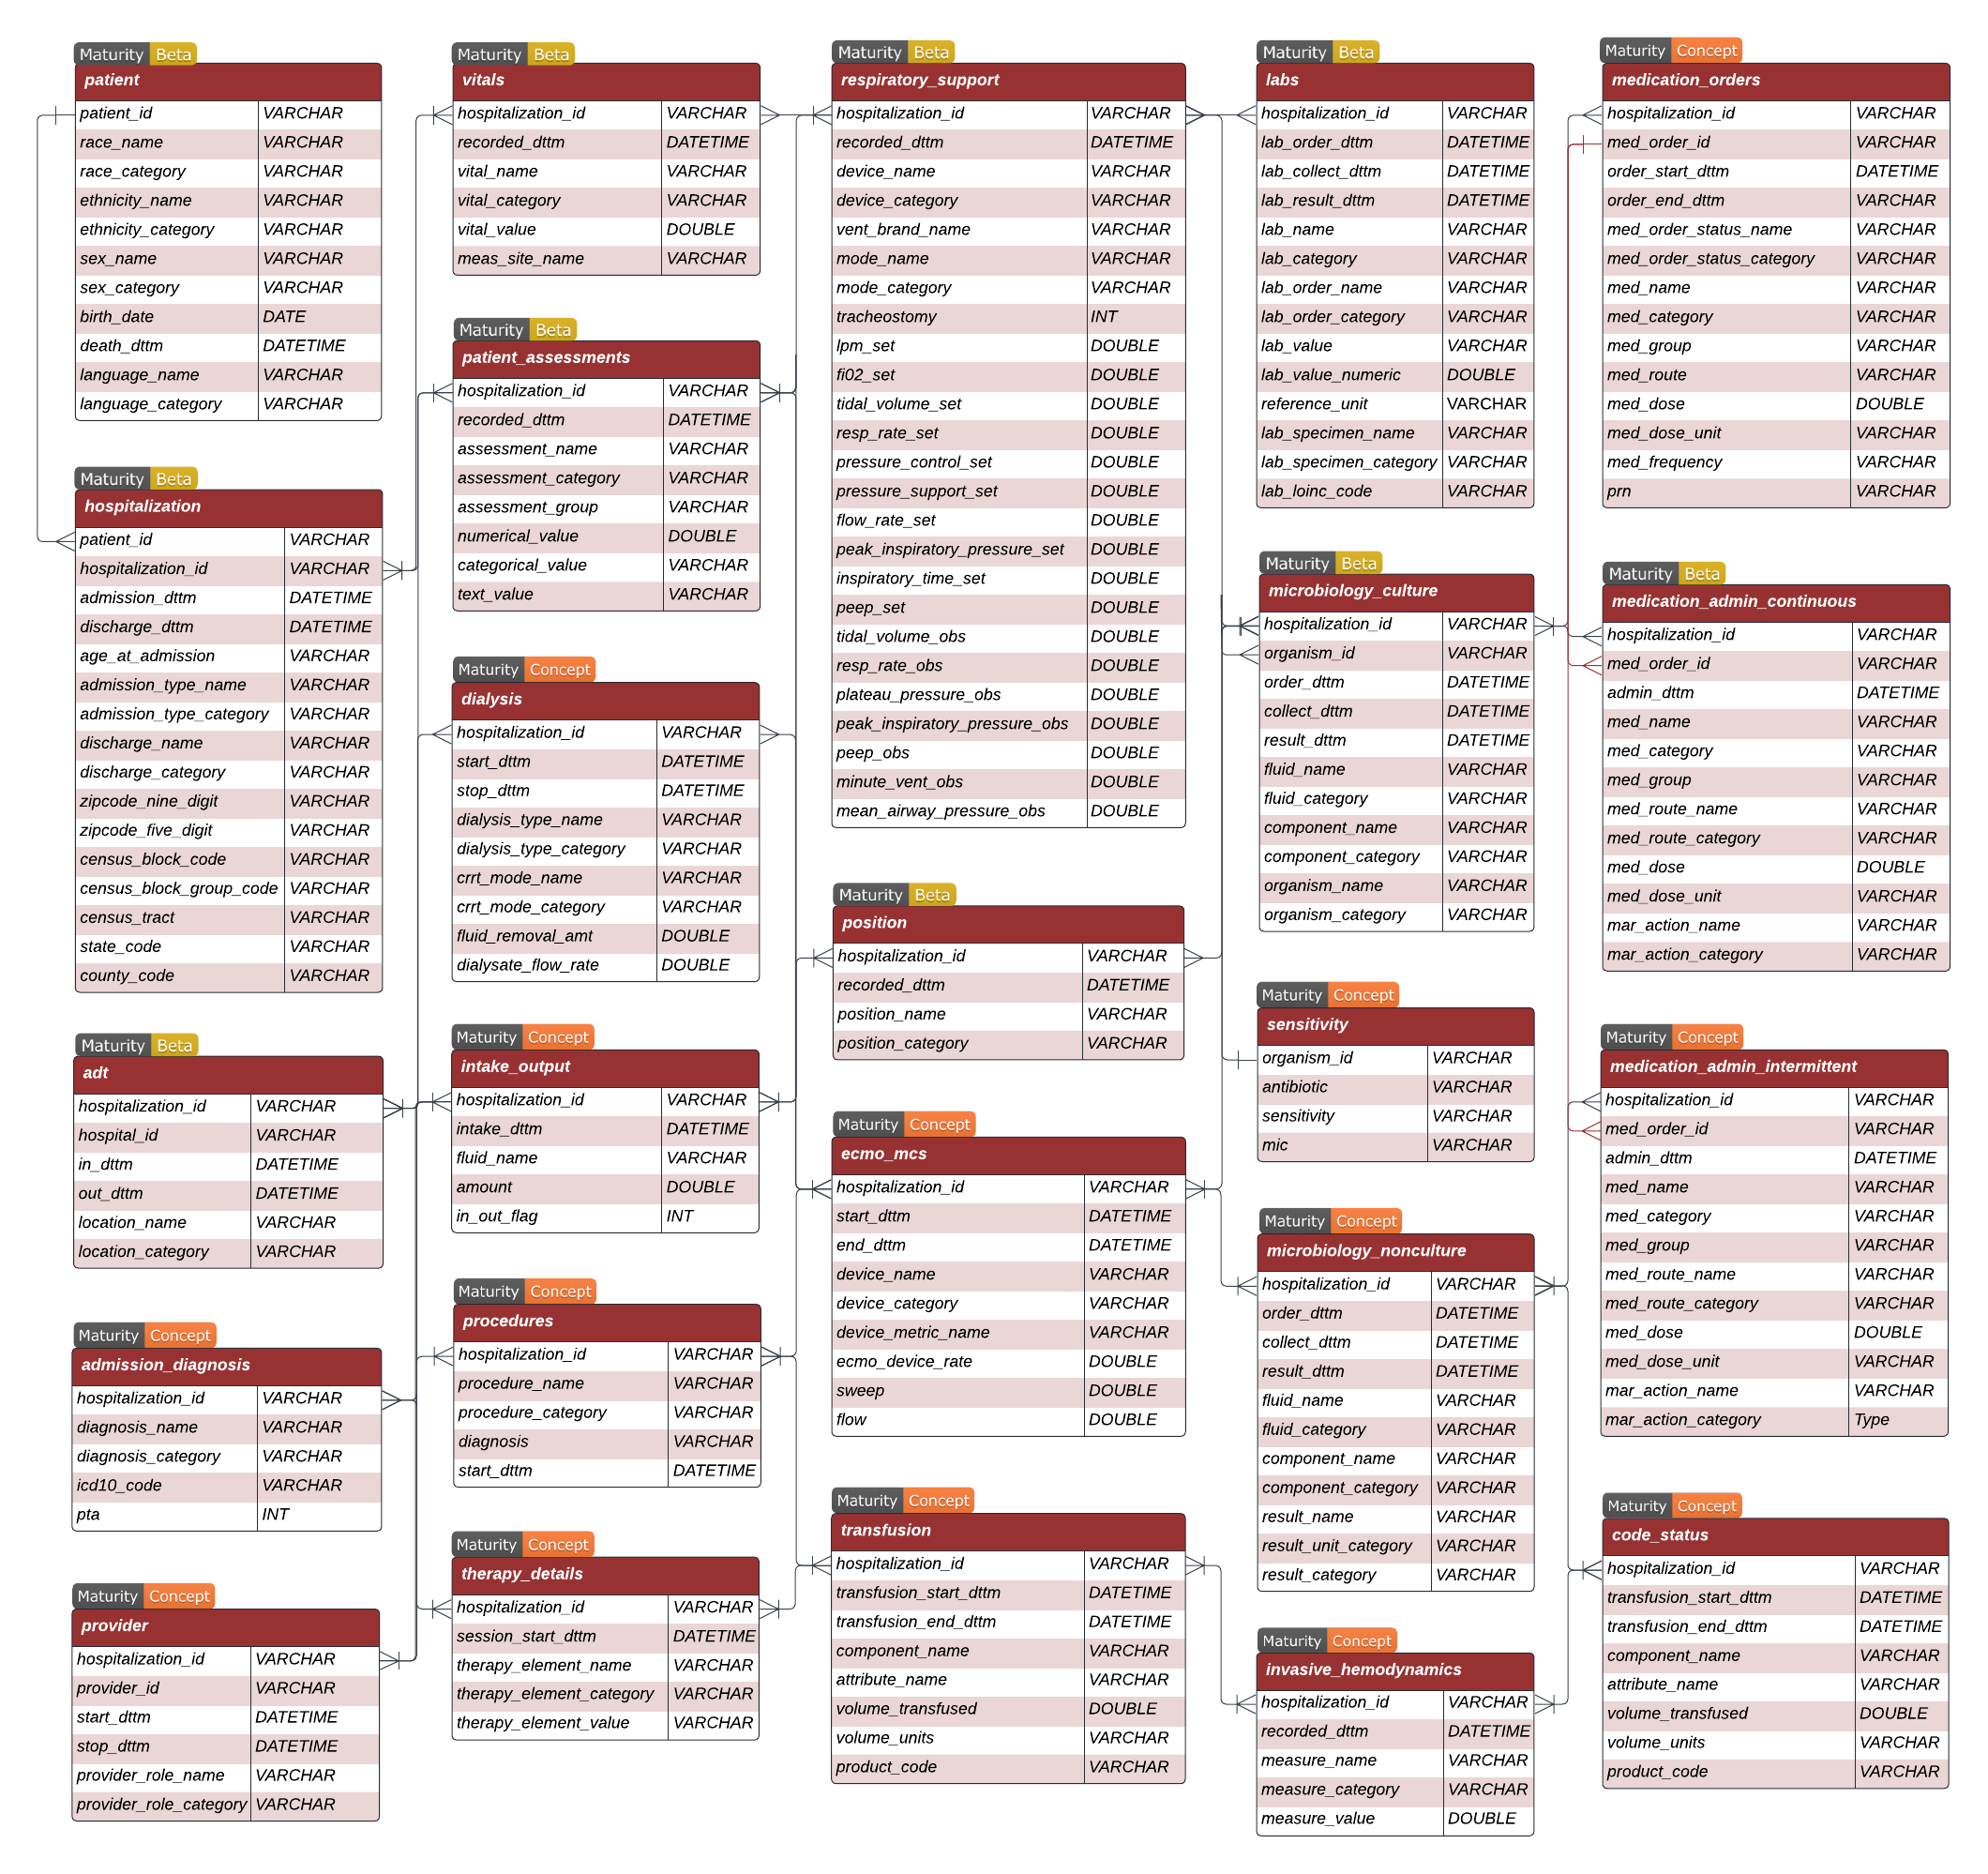 Maturity Beta
patient
patient_id VARCHAR
race_name VARCHAR
race_category VARCHAR
ethnicity_name VARCHAR
ethnicity_category VARCHAR
sex_name VARCHAR
sex_category VARCHAR
birth_date DATE
death_dttm DATETIME
language_name VARCHAR
language_category VARCHAR
Maturity Beta
hospitalization
patient_id VARCHAR
hospitalization_id VARCHAR
admission_dttm DATETIME
discharge_dttm DATETIME
age_at_admission VARCHAR
admission_type_name VARCHAR
admission_type_category VARCHAR
discharge_name VARCHAR
discharge_category VARCHAR
zipcode_nine_digit VARCHAR
zipcode_five_digit VARCHAR
census_block_code VARCHAR
census_block_group_code VARCHAR
census_tract VARCHAR
state_code VARCHAR
county_code VARCHAR
Maturity Beta
adt
hospitalization_id VARCHAR
hospital_id VARCHAR
in_dttm DATETIME
out_dttm DATETIME
location_name VARCHAR
location_category VARCHAR
Maturity Concept
admission_diagnosis
hospitalization_id VARCHAR
diagnosis_name VARCHAR
diagnosis_category VARCHAR
icd10_code VARCHAR
pta INT
Maturity Concept
provider
hospitalization_id VARCHAR
provider_id VARCHAR
start_dttm DATETIME
stop_dttm DATETIME
provider_role_name VARCHAR
provider_role_category VARCHAR
Maturity Beta
vitals
hospitalization_id VARCHAR
recorded_dttm DATETIME
vital_name VARCHAR
vital_category VARCHAR
vital_value DOUBLE
meas_site_name VARCHAR
Maturity Beta
patient_assessments
hospitalization_id VARCHAR
recorded_dttm DATETIME
assessment_name VARCHAR
assessment_category VARCHAR
assessment_group VARCHAR
numerical_value DOUBLE
categorical_value VARCHAR
text_value VARCHAR
Maturity Concept
dialysis
hospitalization_id VARCHAR
start_dttm DATETIME
stop_dttm DATETIME
dialysis_type_name VARCHAR
dialysis_type_category VARCHAR
crrt_mode_name VARCHAR
crrt_mode_category VARCHAR
fluid_removal_amt DOUBLE
dialysate_flow_rate DOUBLE
Maturity Concept
intake_output
hospitalization_id VARCHAR
intake_dttm DATETIME
fluid_name VARCHAR
amount DOUBLE
in_out_flag INT
Maturity Concept
procedures
hospitalization_id VARCHAR
procedure_name VARCHAR
procedure_category VARCHAR
diagnosis VARCHAR
start_dttm DATETIME
Maturity Concept
therapy_details
hospitalization_id VARCHAR
session_start_dttm DATETIME
therapy_element_name VARCHAR
therapy_element_category VARCHAR
therapy_element_value VARCHAR
Maturity Beta
respiratory_support
hospitalization_id VARCHAR
recorded_dttm DATETIME
device_name VARCHAR
device_category VARCHAR
vent_brand_name VARCHAR
mode_name VARCHAR
mode_category VARCHAR
tracheostomy INT
lpm_set DOUBLE
fi02_set DOUBLE
tidal_volume_set DOUBLE
resp_rate_set DOUBLE
pressure_control_set DOUBLE
pressure_support_set DOUBLE
flow_rate_set DOUBLE
peak_inspiratory_pressure_set DOUBLE
inspiratory_time_set DOUBLE
peep_set DOUBLE
tidal_volume_obs DOUBLE
resp_rate_obs DOUBLE
plateau_pressure_obs DOUBLE
peak_inspiratory_pressure_obs DOUBLE
peep_obs DOUBLE
minute_vent_obs DOUBLE
mean_airway_pressure_obs DOUBLE
Maturity Beta
position
hospitalization_id VARCHAR
recorded_dttm DATETIME
position_name VARCHAR
position_category VARCHAR
Maturity Concept
ecmo_mcs
hospitalization_id VARCHAR
start_dttm DATETIME
end_dttm DATETIME
device_name VARCHAR
device_category VARCHAR
device_metric_name VARCHAR
ecmo_device_rate DOUBLE
sweep DOUBLE
flow DOUBLE
Maturity Concept
transfusion
hospitalization_id VARCHAR
transfusion_start_dttm DATETIME
transfusion_end_dttm DATETIME
component_name VARCHAR
attribute_name VARCHAR
volume_transfused DOUBLE
volume_units VARCHAR
product_code VARCHAR
Maturity Beta
labs
hospitalization_id VARCHAR
lab_order_dttm DATETIME
lab_collect_dttm DATETIME
lab_result_dttm DATETIME
lab_name VARCHAR
lab_category VARCHAR
lab_order_name VARCHAR
lab_order_category VARCHAR
lab_value VARCHAR
lab_value_numeric DOUBLE
reference_unit VARCHAR
lab_specimen_name VARCHAR
lab_specimen_category VARCHAR
lab_loinc_code VARCHAR
Maturity Beta
microbiology_culture
hospitalization_id VARCHAR
organism_id VARCHAR
order_dttm DATETIME
collect_dttm DATETIME
result_dttm DATETIME
fluid_name VARCHAR
fluid_category VARCHAR
component_name VARCHAR
component_category VARCHAR
organism_name VARCHAR
organism_category VARCHAR
Maturity Concept
sensitivity
organism_id VARCHAR
antibiotic VARCHAR
sensitivity VARCHAR
mic VARCHAR
Maturity Concept
microbiology_nonculture
hospitalization_id VARCHAR
order_dttm DATETIME
collect_dttm DATETIME
result_dttm DATETIME
fluid_name VARCHAR
fluid_category VARCHAR
component_name VARCHAR
component_category VARCHAR
result_name VARCHAR
result_unit_category VARCHAR
result_category VARCHAR
Maturity Concept
invasive_hemodynamics
hospitalization_id VARCHAR
recorded_dttm DATETIME
measure_name VARCHAR
measure_category VARCHAR
measure_value DOUBLE
Maturity Concept
medication_orders
hospitalization_id VARCHAR
med_order_id VARCHAR
order_start_dttm DATETIME
order_end_dttm VARCHAR
med_order_status_name VARCHAR
med_order_status_category VARCHAR
med_name VARCHAR
med_category VARCHAR
med_group VARCHAR
med_route VARCHAR
med_dose DOUBLE
med_dose_unit VARCHAR
med_frequency VARCHAR
prn VARCHAR
Maturity Beta
medication_admin_continuous
hospitalization_id VARCHAR
med_order_id VARCHAR
admin_dttm DATETIME
med_name VARCHAR
med_category VARCHAR
med_group VARCHAR
med_route_name VARCHAR
med_route_category VARCHAR
med_dose DOUBLE
med_dose_unit VARCHAR
mar_action_name VARCHAR
mar_action_category VARCHAR
Maturity Concept
medication_admin_intermittent
hospitalization_id VARCHAR
med_order_id VARCHAR
admin_dttm DATETIME
med_name VARCHAR
med_category VARCHAR
med_group VARCHAR
med_route_name VARCHAR
med_route_category VARCHAR
med_dose DOUBLE
med_dose_unit VARCHAR
mar_action_name VARCHAR
mar_action_category Type
Maturity Concept
code_status
hospitalization_id VARCHAR
transfusion_start_dttm DATETIME
transfusion_end_dttm DATETIME
component_name VARCHAR
attribute_name VARCHAR
volume_transfused DOUBLE
volume_units VARCHAR
product_code VARCHAR